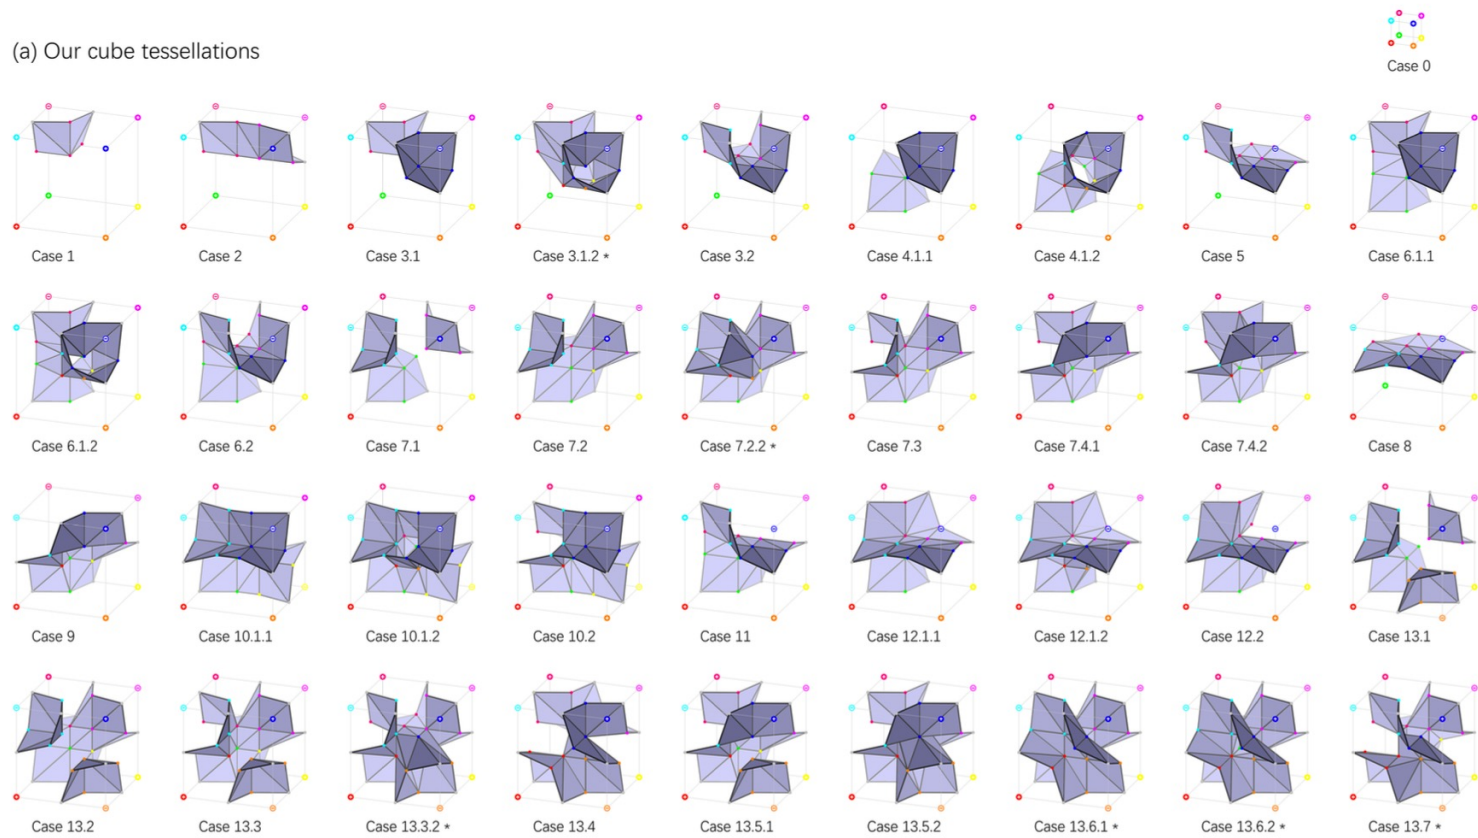 (a) Our cube tessellations
Case 0
Case 1
Case 2
Case 3.1
Case 3.1.2 *
Case 3.2
Case 4.1.1
Case 4.1.2
Case 5
Case 6.1.1
Case 6.1.2
Case 6.2
Case 7.1
Case 7.2
Case 7.2.2 *
Case 7.3
Case 7.4.1
Case 7.4.2
Case 8
Case 9
Case 10.1.1
Case 10.1.2
Case 10.2
Case 11
Case 12.1.1
Case 12.1.2
Case 12.2
Case 13.1
Case 13.2
Case 13.3
Case 13.3.2 *
Case 13.4
Case 13.5.1
Case 13.5.2
Case 13.6.1 *
Case 13.6.2 *
Case 13.7 *